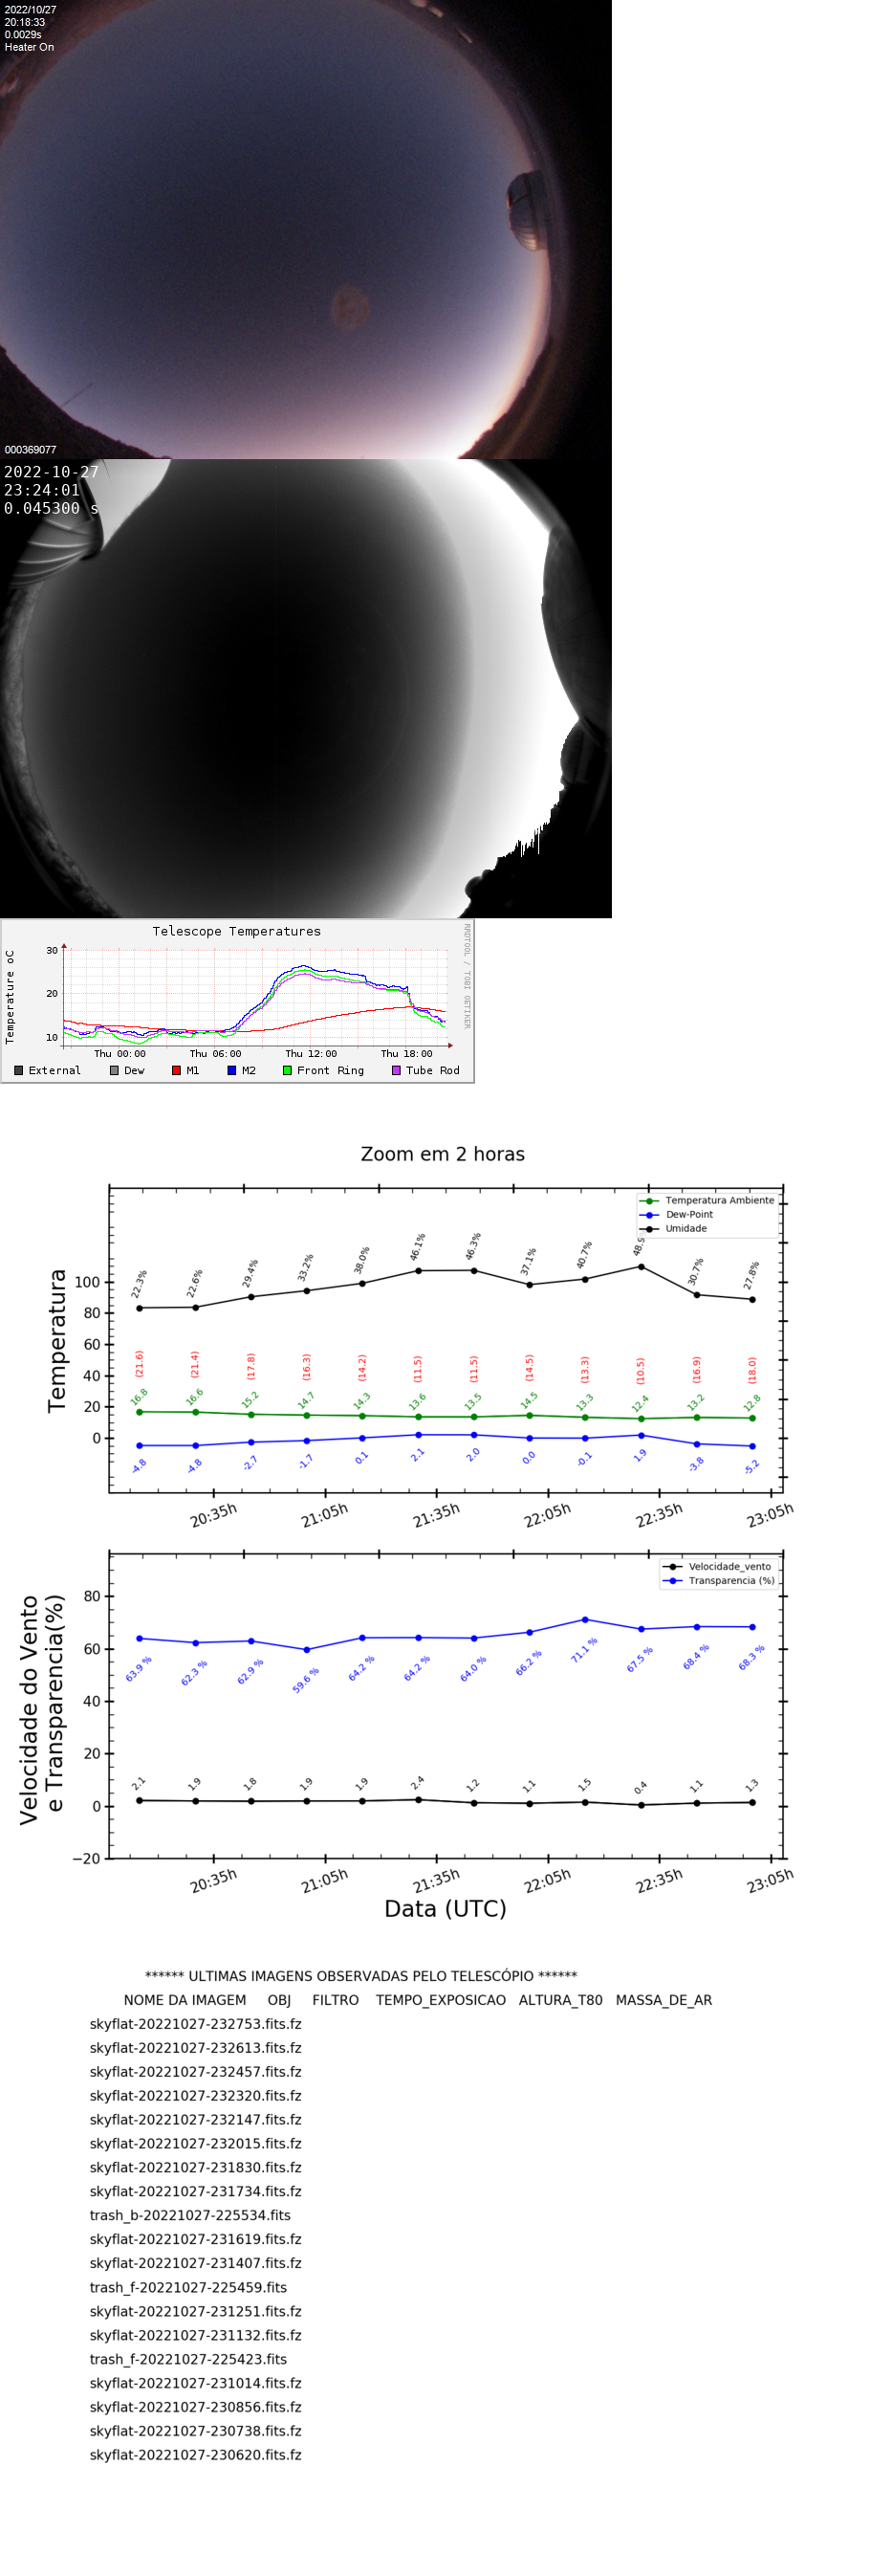 2022/10/27
20:18:33
0.0029s
Heater On
000369077
2022-10-27
23:24:01
0.045300 s
Telescope Temperatures
RRDTOOL / TOBI OETIKER
Temperature oC
30
20
10
Thu 00:00 Thu 06:00 Thu 12:00 Thu 18:00
External Dew M1 M2 Front Ring Tube Rod
Zoom em 2 horas
Temperatura Ambiente
Dew-Point
Umidade
Temperatura
100
80
60
40
20
0
22.3% 22.6% 29.4% 33.2% 38.0% 46.1% 46.3% 37.1% 40.7% 30.7% 27.8%
(21.6) (21.4) (17.8) (16.3) (14.2) (11.5) (11.5) (14.5) (13.3) (10.5) (16.9) (18.0)
16.8 16.6 15.2 14.7 14.3 13.6 13.5 14.5 13.3 12.4 13.2 12.8
-4.8 -4.8 -2.7 -1.7 0.1 2.1 2.0 0.0 -0.1 1.9 -3.8 -5.2
20:35h 21:05h 21:35h 22:05h 22:35h 23:05h
Velocidade_vento
Transparencia (%)
Velocidade do Vento
e Transparencia(%)
80
60
40
20
0
−20
63.9 % 62.3 % 62.9 % 59.6 % 64.2 % 64.2 % 64.0 % 66.2 % 71.1 % 67.5 % 68.4 % 68.3 %
2.1 1.9 1.8 1.9 1.9 2.4 1.2 1.1 1.5 0.4 1.1 1.3
20:35h 21:05h 21:35h 22:05h 22:35h 23:05h
Data (UTC)
****** ULTIMAS IMAGENS OBSERVADAS PELO TELESCÓPIO ******
NOME DA IMAGEM OBJ FILTRO TEMPO_EXPOSICAO ALTURA_T80 MASSA_DE_AR
skyflat-20221027-232753.fits.fz
skyflat-20221027-232613.fits.fz
skyflat-20221027-232457.fits.fz
skyflat-20221027-232320.fits.fz
skyflat-20221027-232147.fits.fz
skyflat-20221027-232015.fits.fz
skyflat-20221027-231830.fits.fz
skyflat-20221027-231734.fits.fz
trash_b-20221027-225534.fits
skyflat-20221027-231619.fits.fz
skyflat-20221027-231407.fits.fz
trash_f-20221027-225459.fits
skyflat-20221027-231251.fits.fz
skyflat-20221027-231132.fits.fz
trash_f-20221027-225423.fits
skyflat-20221027-231014.fits.fz
skyflat-20221027-230856.fits.fz
skyflat-20221027-230738.fits.fz
skyflat-20221027-230620.fits.fz